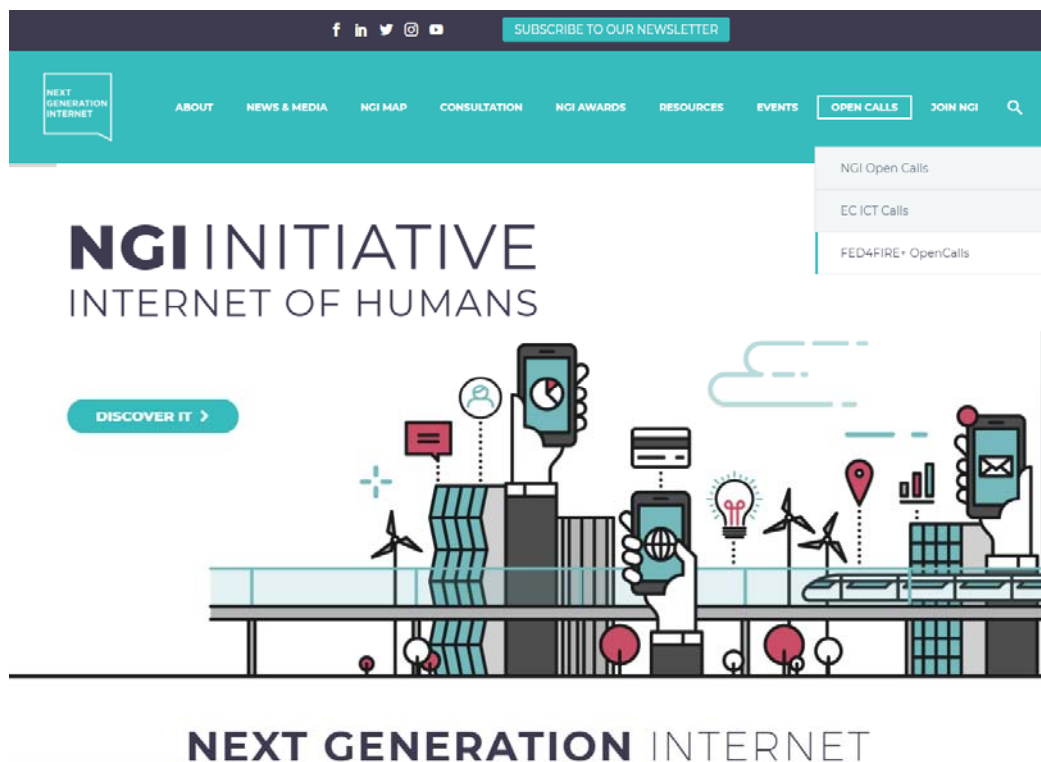 SUBSCRIBE TO OUR NEWSLETTER
NEXT
GENERATION
INTERNET
ABOUT NEWS & MEDIA NGI MAP CONSULTATION NGI AWARDS RESOURCES EVENTS OPEN CALLS JOIN NGI
NGI Open Calls
EC ICT Calls
FED4FIRE+ OpenCalls
NGI INITIATIVE
INTERNET OF HUMANS
DISCOVER IT
NEXT GENERATION INTERNET